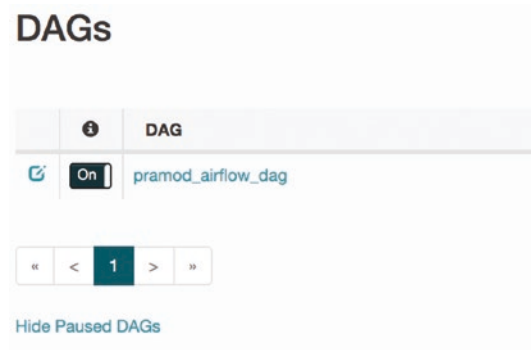 DAGs
DAG
On pramod_airflow_dag
« < 1 > »
Hide Paused DAGs